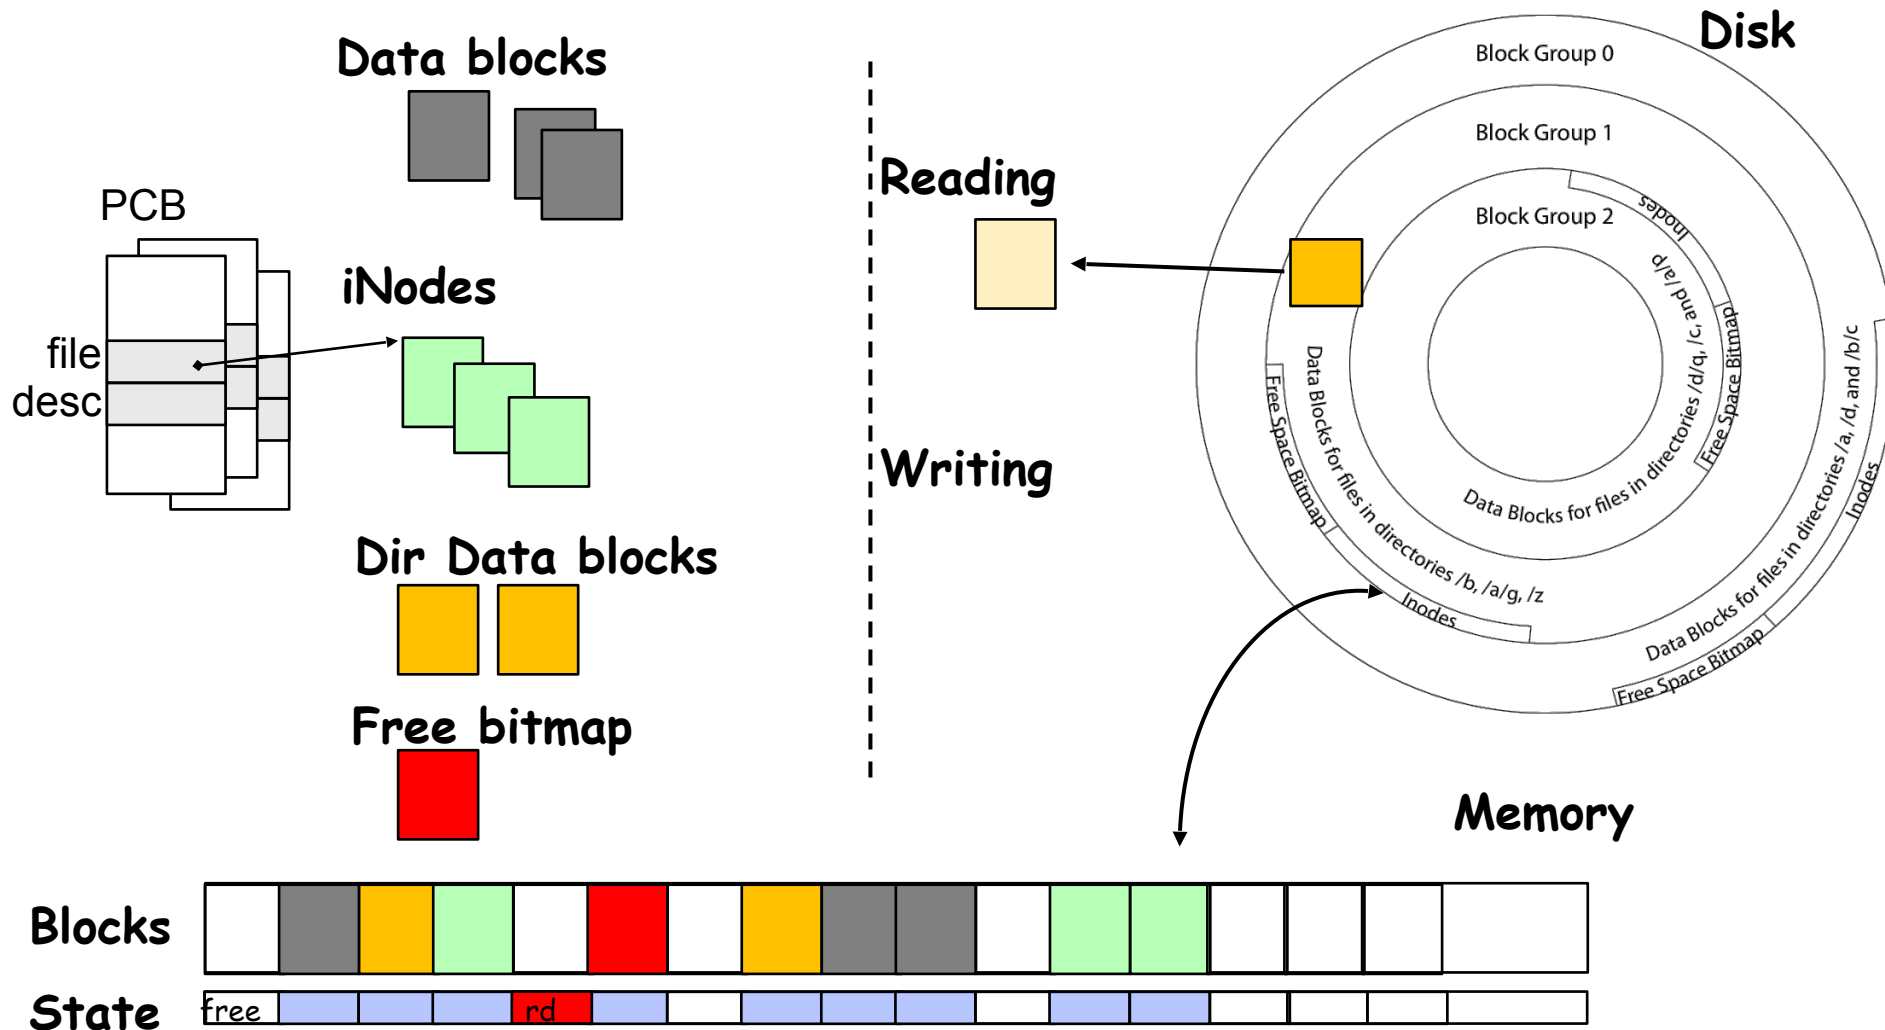 Disk
Data blocks
Block Group 0
Block Group 1
Reading
PCB
Block Group 2
Inodes
iNodes
file
desc
Data Blocks for files in directories /d/q, /c, and /a/p
Free Space Bitmap
Data Blocks for files in directories /b, /a/g, /z
Free Space Bitmap
Inodes
Data Blocks for files in directories /a, /d, and /b/c
Inodes
Free Space Bitmap
Writing
Dir Data blocks
Free bitmap
Memory
Blocks
State
free
rd